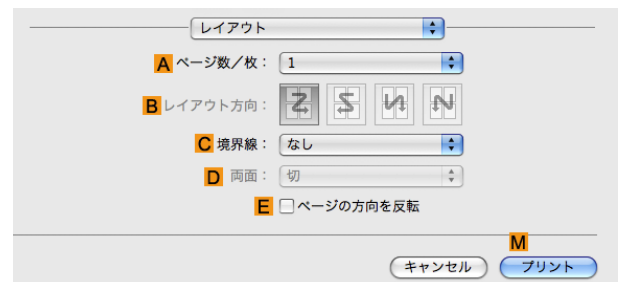 レイアウト
A ページ数／枚： 1
B レイアウト方向：
C 境界線： なし
D 両面： 切
E ページの方向を反転
M
キャンセル プリント